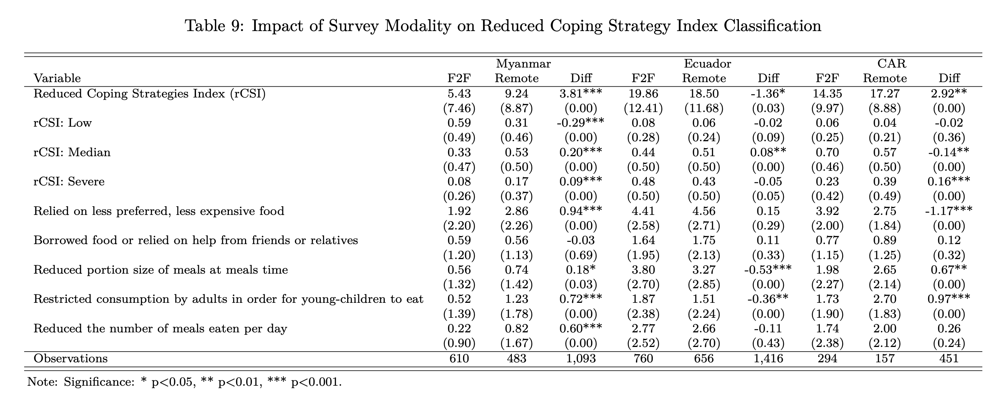 Table 9: Impact of Survey Modality on Reduced Coping Strategy Index Classification
Myanmar Ecuador CAR
Variable F2F Remote Diff F2F Remote Diff F2F Remote Diff
Reduced Coping Strategies Index (rCSI) 5.43 9.24 3.81*** 19.86 18.50 -1.36* 14.35 17.27 2.92**
(7.46) (8.87) (0.00) (12.41) (11.68) (0.03) (9.97) (8.88) (0.00)
rCSI: Low 0.59 0.31 -0.29*** 0.08 0.06 -0.02 0.06 0.04 -0.02
(0.49) (0.46) (0.00) (0.28) (0.24) (0.09) (0.25) (0.21) (0.36)
rCSI: Median 0.33 0.53 0.20*** 0.44 0.51 0.08** 0.70 0.57 -0.14**
(0.47) (0.50) (0.00) (0.50) (0.50) (0.00) (0.46) (0.50) (0.00)
rCSI: Severe 0.08 0.17 0.09*** 0.48 0.43 -0.05 0.23 0.39 0.16***
(0.26) (0.37) (0.00) (0.50) (0.50) (0.05) (0.42) (0.49) (0.00)
Relied on less preferred, less expensive food 1.92 2.86 0.94*** 4.41 4.56 0.15 3.92 2.75 -1.17***
(2.20) (2.26) (0.00) (2.58) (2.71) (0.29) (2.00) (1.84) (0.00)
Borrowed food or relied on help from friends or relatives 0.59 0.56 -0.03 1.64 1.75 0.11 0.77 0.89 0.12
(1.20) (1.13) (0.69) (1.95) (2.13) (0.33) (1.15) (1.25) (0.32)
Reduced portion size of meals at meals time 0.56 0.74 0.18* 3.80 3.27 -0.53*** 1.98 2.65 0.67**
(1.32) (1.42) (0.03) (2.70) (2.85) (0.00) (2.27) (2.14) (0.00)
Restricted consumption by adults in order for young-children to eat 0.52 1.23 0.72*** 1.87 1.51 -0.36** 1.73 2.70 0.97***
(1.39) (1.78) (0.00) (2.38) (2.24) (0.00) (1.90) (1.83) (0.00)
Reduced the number of meals eaten per day 0.22 0.82 0.60*** 2.77 2.66 -0.11 1.74 2.00 0.26
(0.90) (1.67) (0.00) (2.52) (2.70) (0.43) (2.38) (2.12) (0.24)
Observations 610 483 1,093 760 656 1,416 294 157 451
Note: Significance: * p<0.05, ** p<0.01, *** p<0.001.